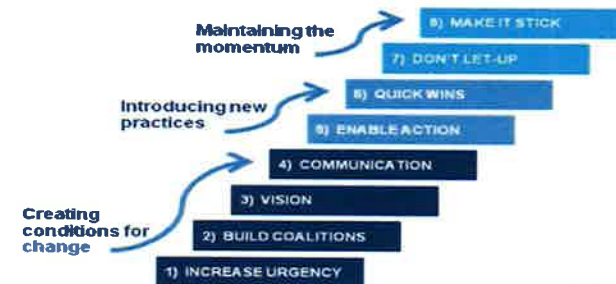 Maintaining the
momentum
8) MAKE IT STICK
7) DON'T LET-UP
Introducing new
practices
6) QUICK WINS
5) ENABLE ACTION
4) COMMUNICATION
3) VISION
Creating
conditions for
change
2) BUILD COALITIONS
1) INCREASE URGENCY